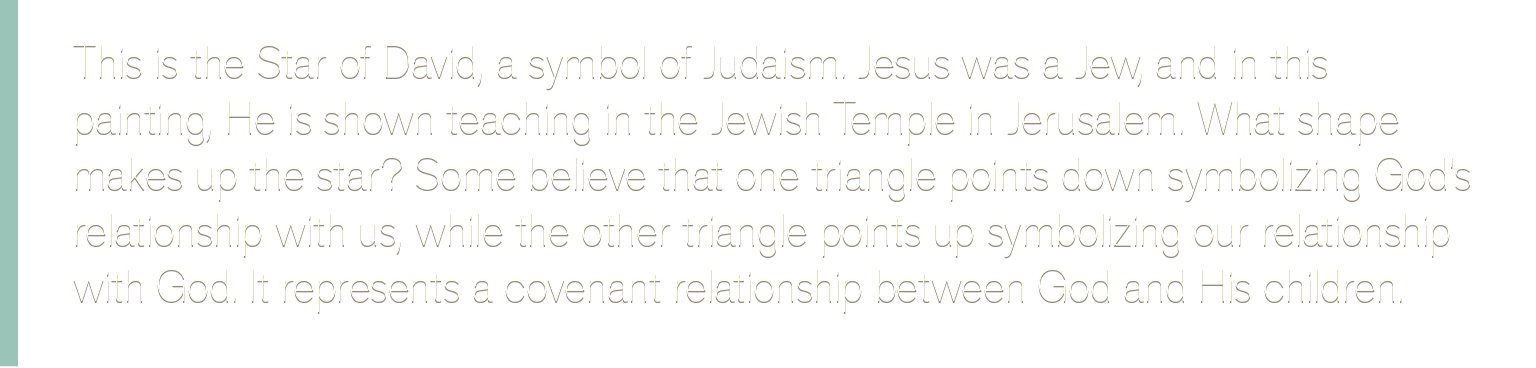 This is the Star of David, a symbol of Judaism. Jesus was a Jew, and in this
painting, He is shown teaching in the Jewish Temple in Jerusalem. What shape
makes up the star? Some believe that one triangle points down symbolizing God's
relationship with us, while the other triangle points up symbolizing our relationship
with God. It represents a covenant relationship between God and His children.